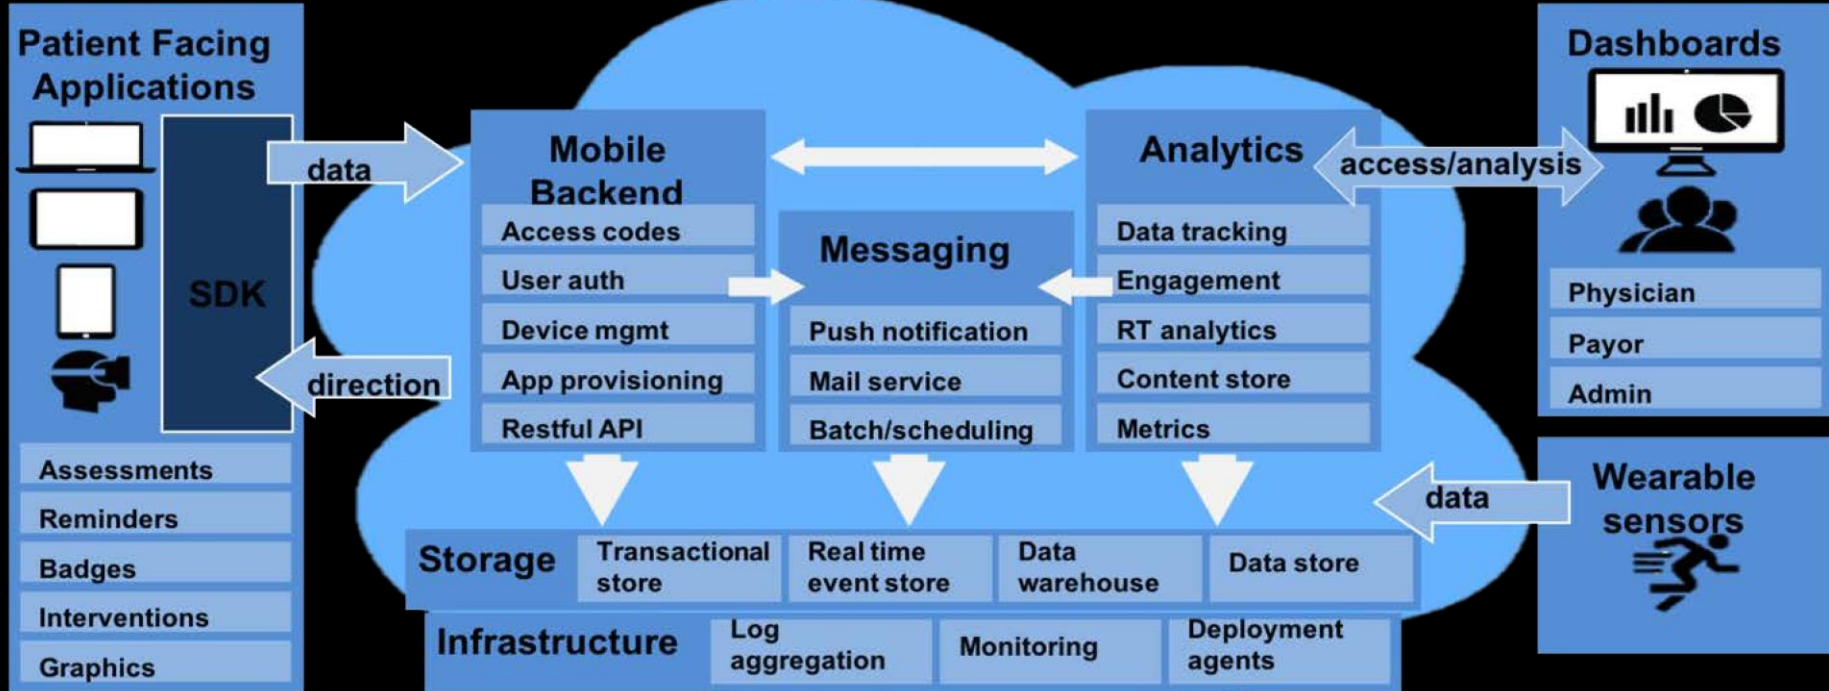 Patient Facing
Applications
SDK
Assessments
Reminders
Badges
Interventions
Graphics
data
direction
Mobile
Backend
Access codes
User auth
Device mgmt
App provisioning
Restful API
Messaging
Push notification
Mail service
Batch/scheduling
Analytics
Data tracking
Engagement
RT analytics
Content store
Metrics
access/analysis
Dashboards
Physician
Payor
Admin
data
Wearable
sensors
Storage
Transactional
store
Real time
event store
Data
warehouse
Data store
Infrastructure
Log
aggregation
Monitoring
Deployment
agents